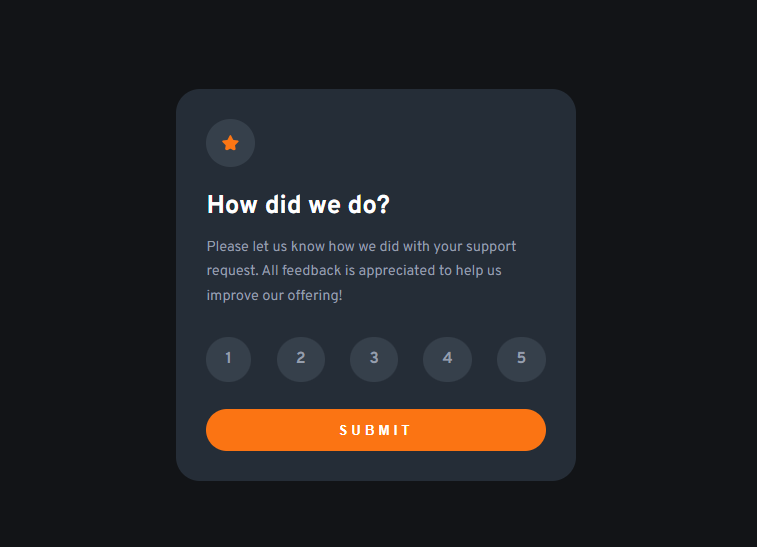 How did we do?
Please let us know how we did with your support
request. All feedback is appreciated to help us
improve our offering!
1 2 3 4 5
SUBMIT